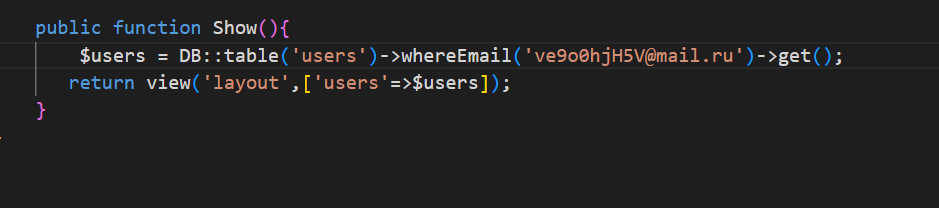 public function Show(){
$users = DB::table('users')->whereEmail('ve9o0hjH5V@mail.ru')->get();
return view('layout',['users'=>$users]);
}